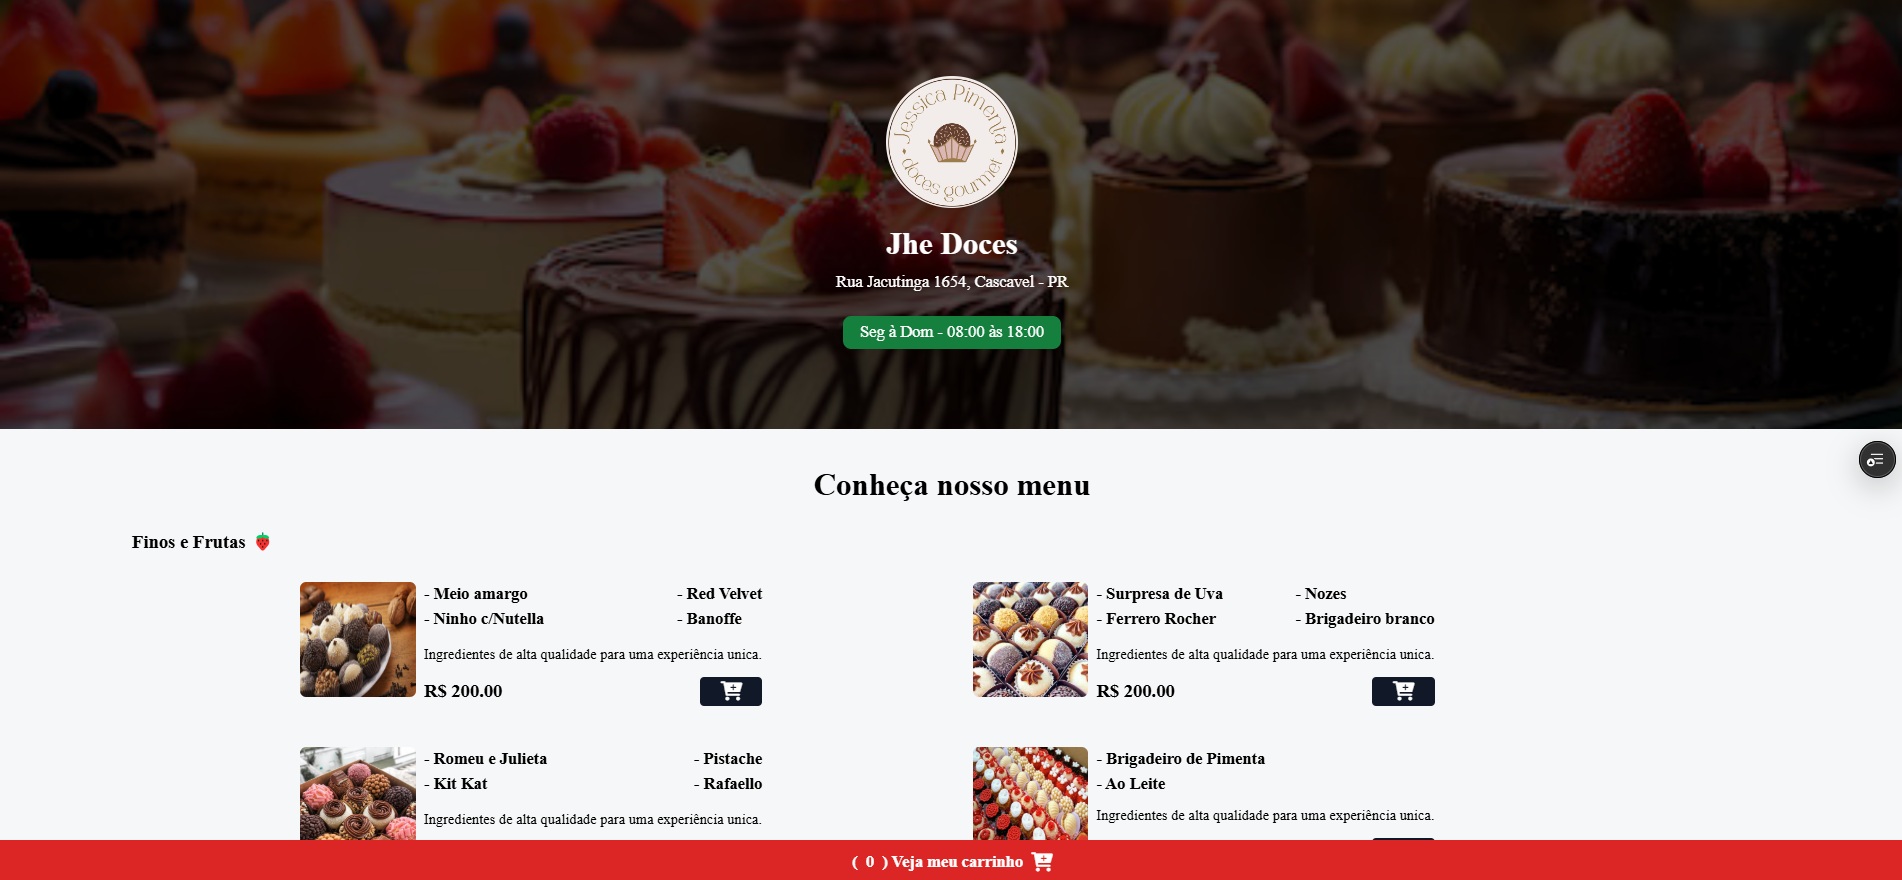 Jessica Pimenta
doces gourmet
Jhe Doces
Rua Jacutinga 1654, Cascavel - PR
Seg à Dom - 08:00 às 18:00
Conheça nosso menu
Finos e Frutas
- Meio amargo
- Ninho c/Nutella
- Red Velvet
- Banoffe
Ingredientes de alta qualidade para uma experiência unica.
R$ 200.00
- Surpresa de Uva
- Ferrero Rocher
- Nozes
- Brigadeiro branco
Ingredientes de alta qualidade para uma experiência unica.
R$ 200.00
- Romeu e Julieta
- Kit Kat
- Pistache
- Rafaello
Ingredientes de alta qualidade para uma experiência unica.
- Brigadeiro de Pimenta
- Ao Leite
Ingredientes de alta qualidade para uma experiência unica.
( 0 ) Veja meu carrinho